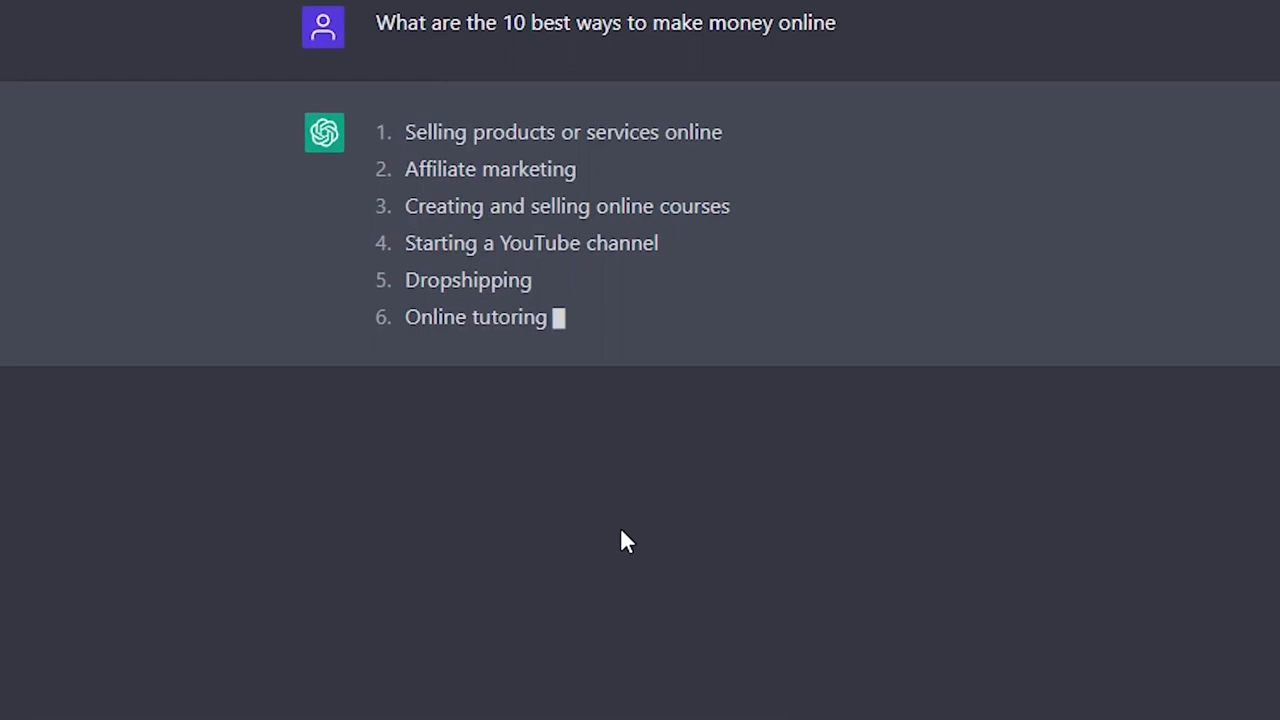 What are the 10 best ways to make money online
1. Selling products or services online
2. Affiliate marketing
3. Creating and selling online courses
4. Starting a YouTube channel
5. Dropshipping
6. Online tutoring